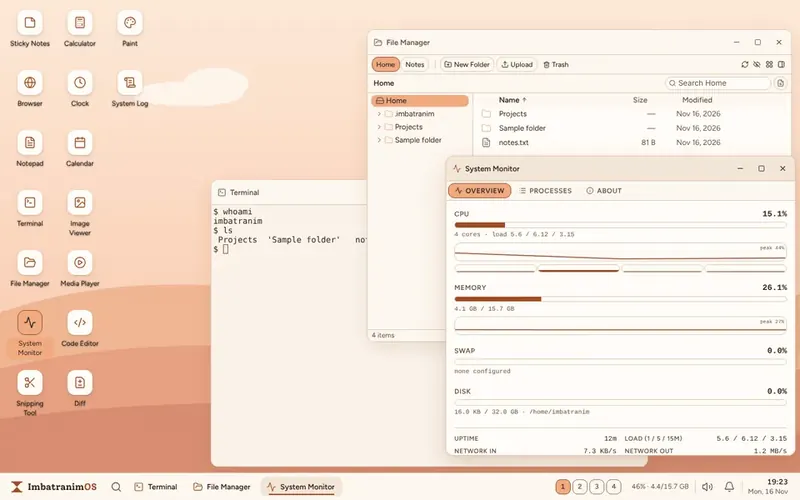 Sticky Notes
Calculator
Paint
Browser
Clock
System Log
Notepad
Calendar
Terminal
Image
Viewer
File Manager
Media Player
System
Monitor
Code Editor
Snipping
Tool
Diff
Terminal
$ whoami
imbatranim
$ ls
Projects 'Sample folder'
$
File Manager
Home Notes New Folder Upload Trash
Home
Search Home
Home
.imbatranim
Projects
Sample folder
Name ↑ Size Modified
Projects — Nov 16, 2026
Sample folder — Nov 16, 2026
notes.txt 81 B Nov 16, 2026
4 items
System Monitor
OVERVIEW PROCESSES ABOUT
CPU 15.1%
4 cores · load 5.6 / 6.12 / 3.15
peak 44%
MEMORY 26.1%
4.1 GB / 15.7 GB
peak 27%
SWAP 0.0%
none configured
DISK 0.0%
16.0 KB / 32.0 GB · /home/imbatranim
UPTIME 12m LOAD (1 / 5 / 15M) 5.6 / 6.12 / 3.15
NETWORK IN 7.3 KB/s NETWORK OUT 1.2 MB/s
ImbatranimOS Terminal File Manager System Monitor 1 2 3 4 46% · 4.4/15.7 GB 19:23
Mon, 16 Nov